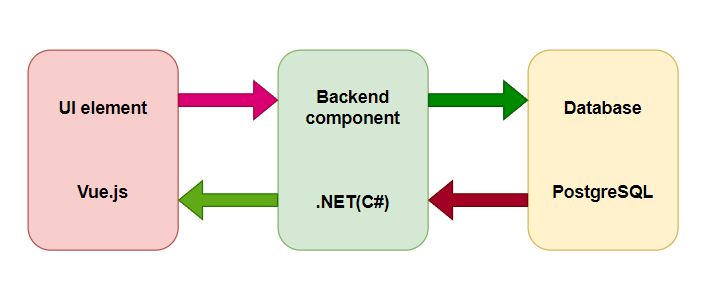 UI element
Vue.js
Backend
component
.NET(C#)
Database
PostgreSQL